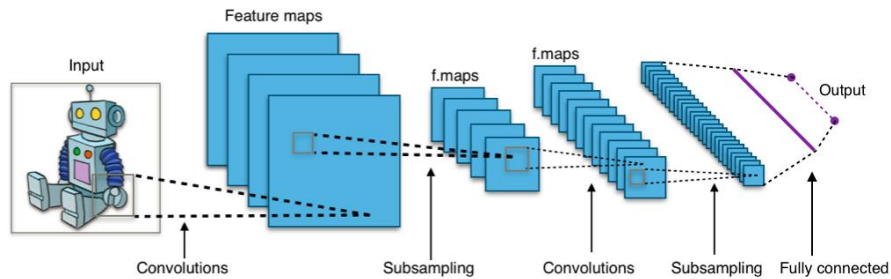 Feature maps
Input
f.maps
f.maps
Output
Convolutions
Subsampling
Convolutions
Subsampling
Fully connected